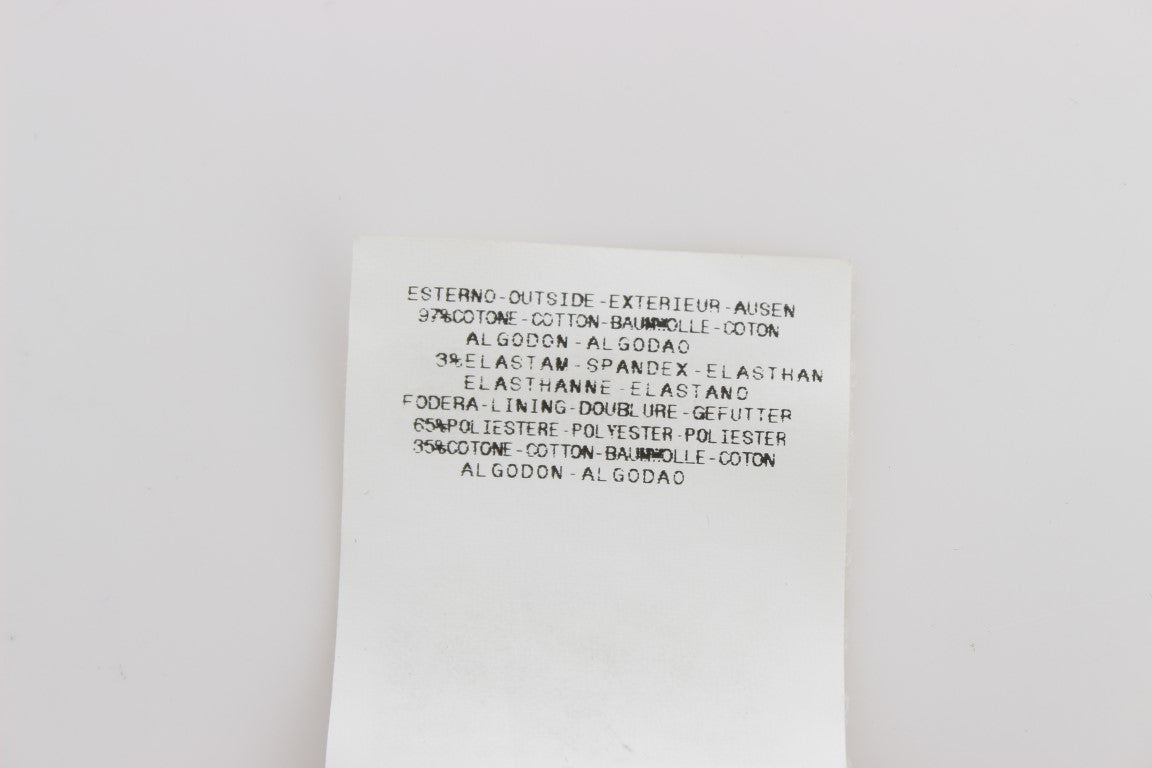 ESTERNO-OUTSIDE-EXTERIEUR-AUSEN
97%COTONE-COTTON-BAUMWOLLE-COTON
ALGODON-ALGODAO
3%ELASTAM-SPANDEX-ELASTHAN
ELASTHANNE-ELASTANO
FODERA-LINING-DOUBLURE-GEFUTTER
65%POLIESTERE-POLYESTER-POLIESTER
35%COTONE-COTTON-BAUMWOLLE-COTON
ALGODON-ALGODAO